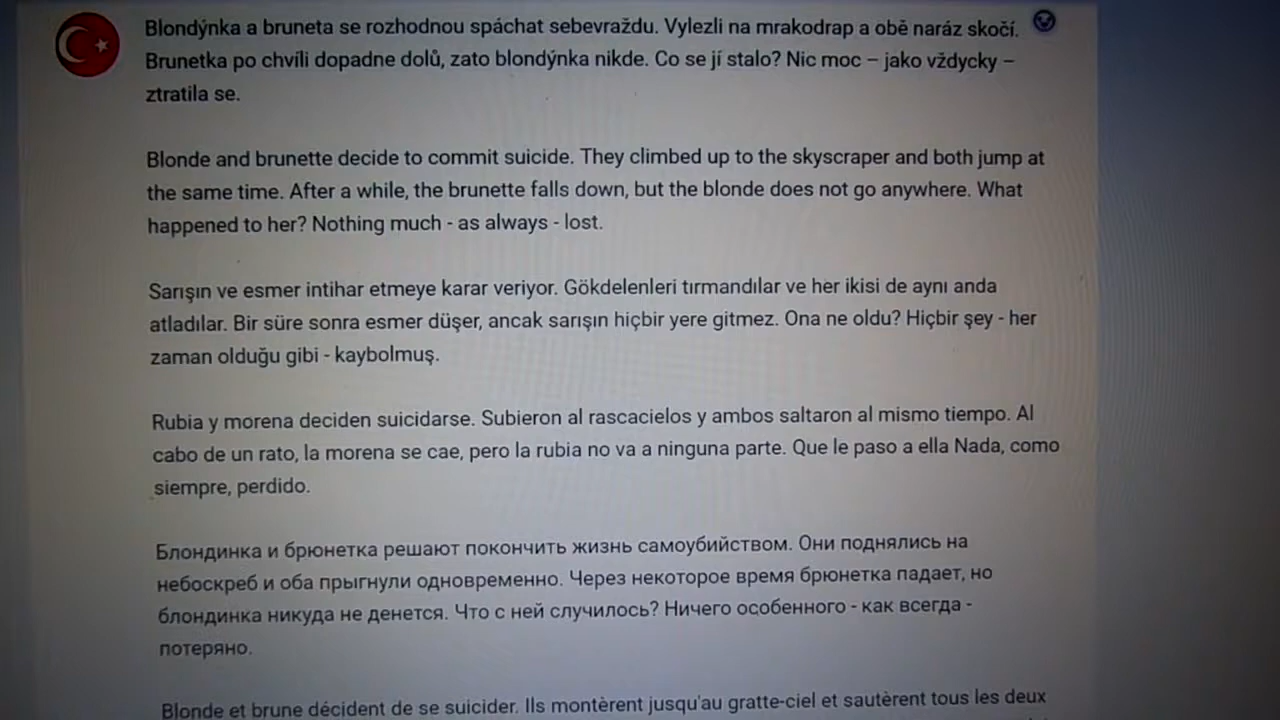 Blondýnka a bruneta se rozhodnou spáchat sebevraždu. Vylezli na mrakodrap a obě naráz skočí.
Brunetka po chvíli dopadne dolů, zato blondýnka nikde. Co se jí stalo? Nic moc – jako vždycky –
ztratila se.
Blonde and brunette decide to commit suicide. They climbed up to the skyscraper and both jump at
the same time. After a while, the brunette falls down, but the blonde does not go anywhere. What
happened to her? Nothing much - as always - lost.
Sarışın ve esmer intihar etmeye karar veriyor. Gökdelenleri tırmandılar ve her ikisi de aynı anda
atladılar. Bir süre sonra esmer düşer, ancak sarışın hiçbir yere gitmez. Ona ne oldu? Hiçbir şey - her
zaman olduğu gibi - kaybolmuş.
Rubia y morena deciden suicidarse. Subieron al rascacielos y ambos saltaron al mismo tiempo. Al
cabo de un rato, la morena se cae, pero la rubia no va a ninguna parte. Que le paso a ella Nada, como
siempre, perdido.
Блондинка и брюнетка решают покончить жизнь самоубийством. Они поднялись на
небоскреб и оба прыгнули одновременно. Через некоторое время брюнетка падает, но
блондинка никуда не денется. Что с ней случилось? Ничего особенного - как всегда -
потеряно.
Blonde et brune décident de se suicider. Ils montèrent jusqu'au gratte-ciel et sautèrent tous les deux